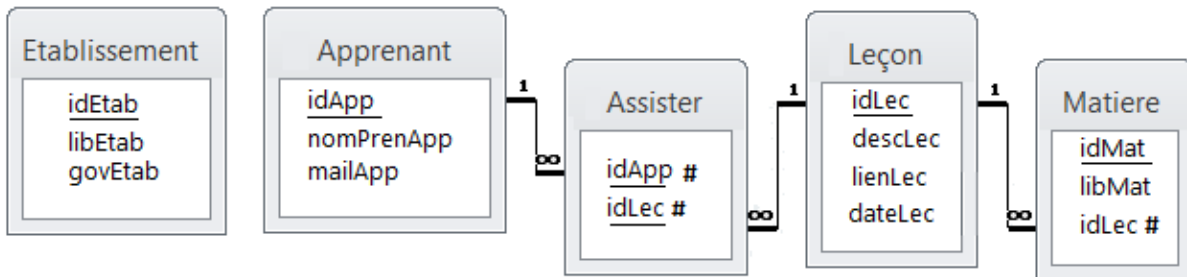 Etablissement
idEtab
libEtab
govEtab
Apprenant
idApp
nomPrenApp
mailApp
1
∞
Assister
idApp #
idLec #
1
∞
Leçon
idLec
descLec
lienLec
dateLec
1
∞
Matiere
idMat
libMat
idLec #